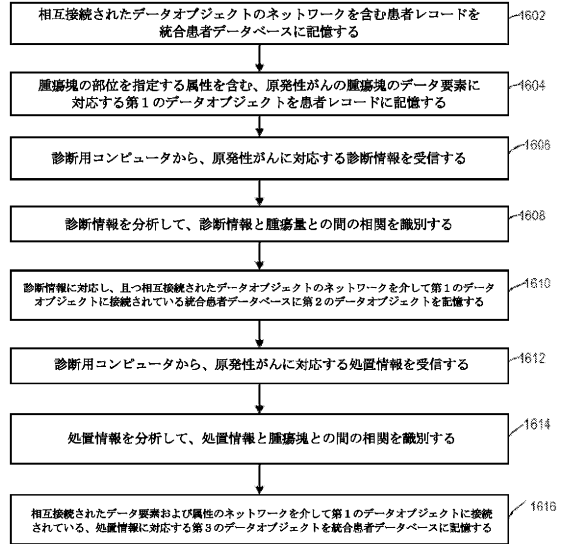 相互接続されたデータオブジェクトのネットワークを含む患者レコードを
統合患者データベースに記憶する
1602
腫瘍塊の部位を指定する属性を含む、原発性がんの腫瘍塊のデータ要素に
対応する第1のデータオブジェクトを患者レコードに記憶する
1604
診断用コンピュータから、原発性がんに対応する診断情報を受信する
1606
診断情報を分析して、診断情報と腫瘍量との間の相関を識別する
1608
診断情報に対応し、且つ相互接続されたデータオブジェクトのネットワークを介して第1のデータ
オブジェクトに接続されている統合患者データベースに第2のデータオブジェクトを記憶する
1610
診断用コンピュータから、原発性がんに対応する処置情報を受信する
1612
処置情報を分析して、処置情報と腫瘍塊との間の相関を識別する
1614
相互接続されたデータ要素および属性のネットワークを介して第1のデータオブジェクトに接続
されている、処置情報に対応する第3のデータオブジェクトを統合患者データベースに記憶する
1616